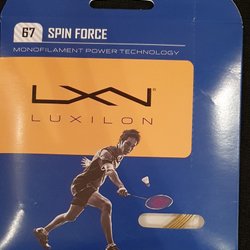 67 SPIN FORCE
MONOFILAMENT POWER TECHNOLOGY
LXN
LUXILON